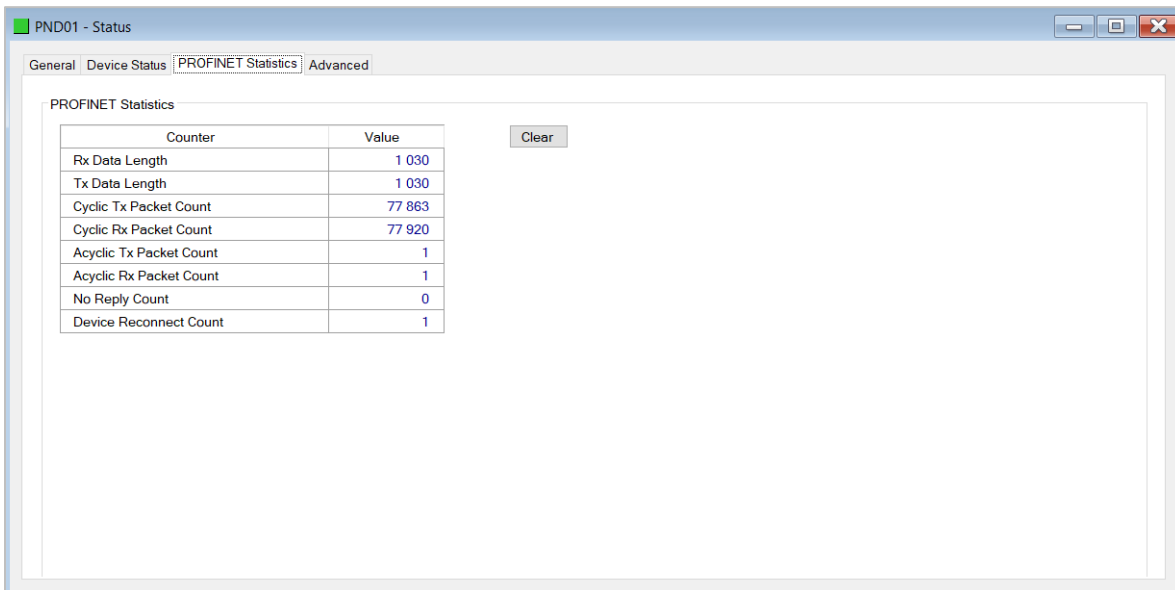 PND01 - Status
General Device Status PROFINET Statistics Advanced
PROFINET Statistics
Counter Value Clear
Rx Data Length 1 030
Tx Data Length 1 030
Cyclic Tx Packet Count 77 863
Cyclic Rx Packet Count 77 920
Acyclic Tx Packet Count 1
Acyclic Rx Packet Count 1
No Reply Count 0
Device Reconnect Count 1